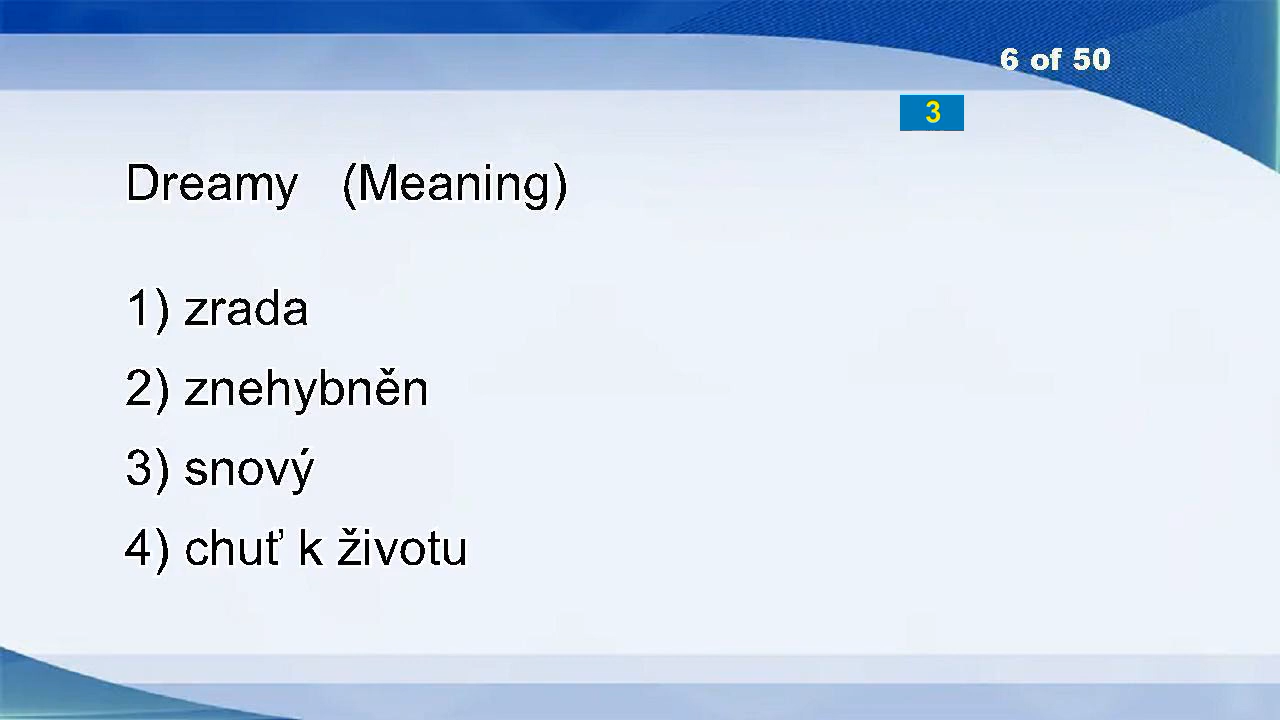 6 of 50
3
Dreamy (Meaning)
1) zrada
2) znehybněn
3) snový
4) chuť k životu